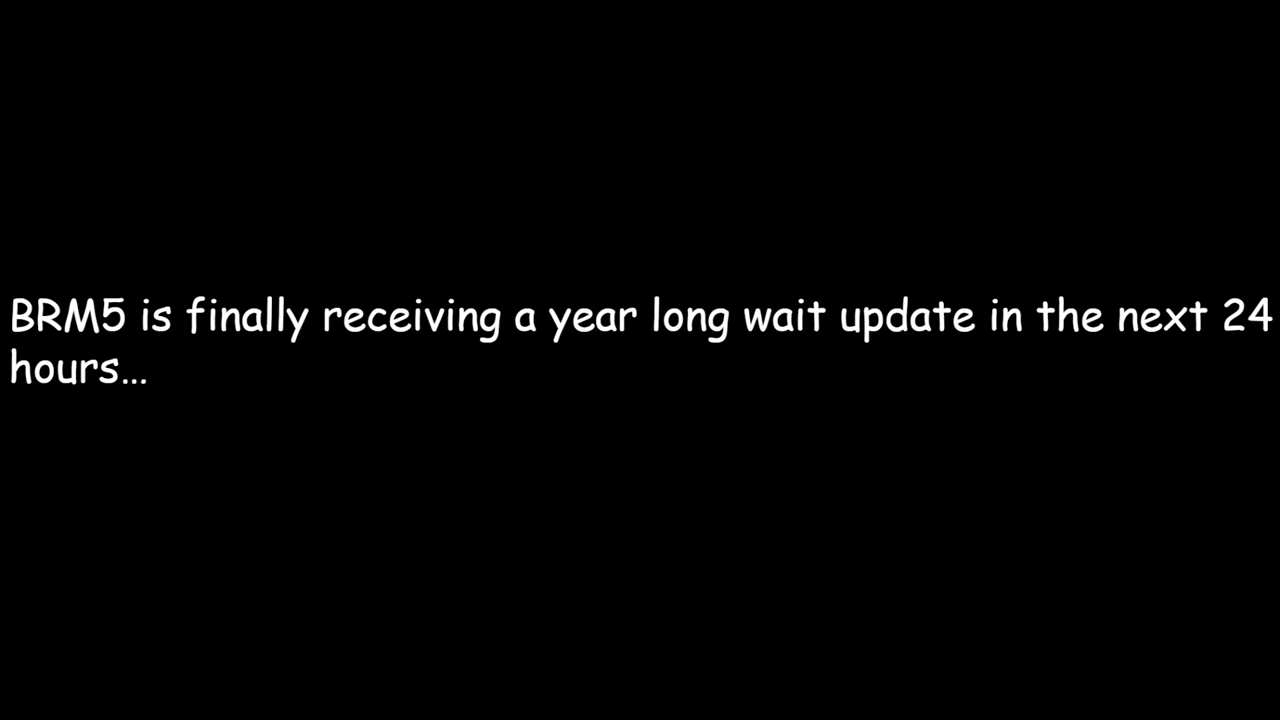 BRM5 is finally receiving a year long wait update in the next 24
hours...